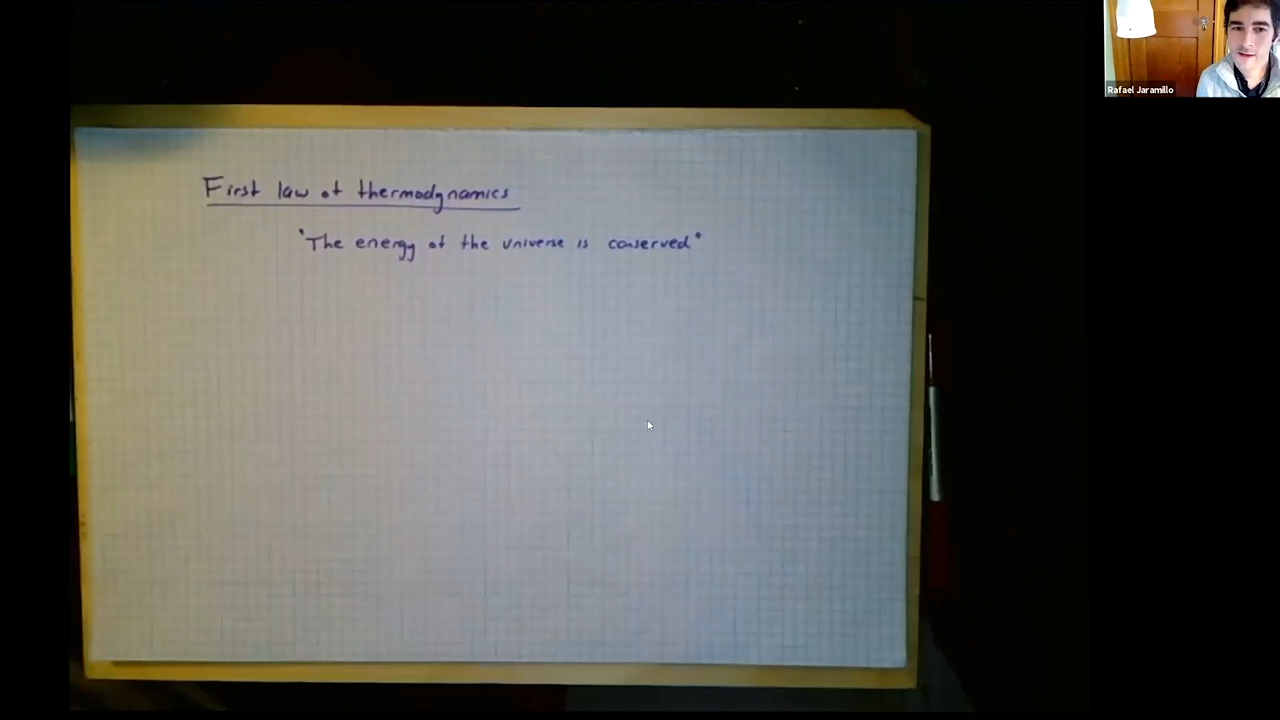 Rafael Jaramillo
First law of thermodynamics
"The energy of the universe is conserved"